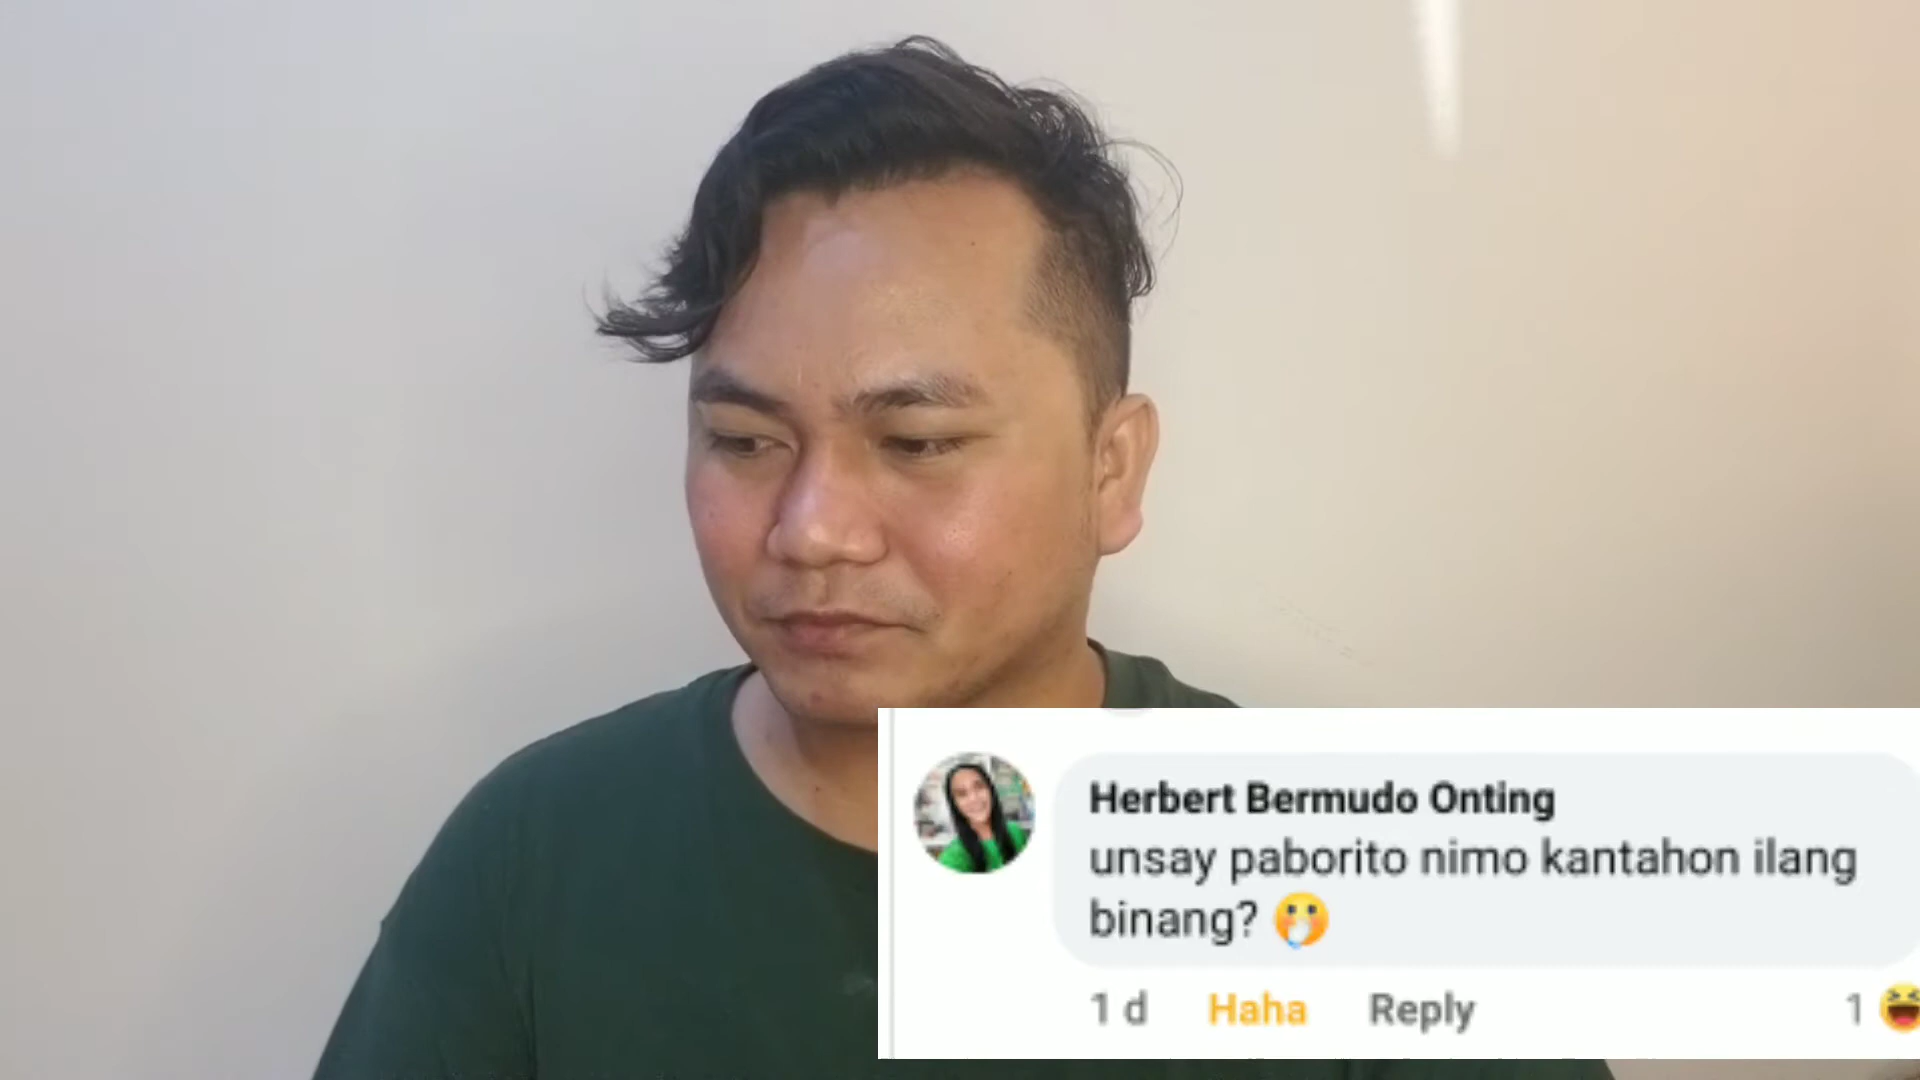 Herbert Bermudo Onting
unsay paborito nimo kantahon ilang
binang? 🤭
1 d Haha Reply 1